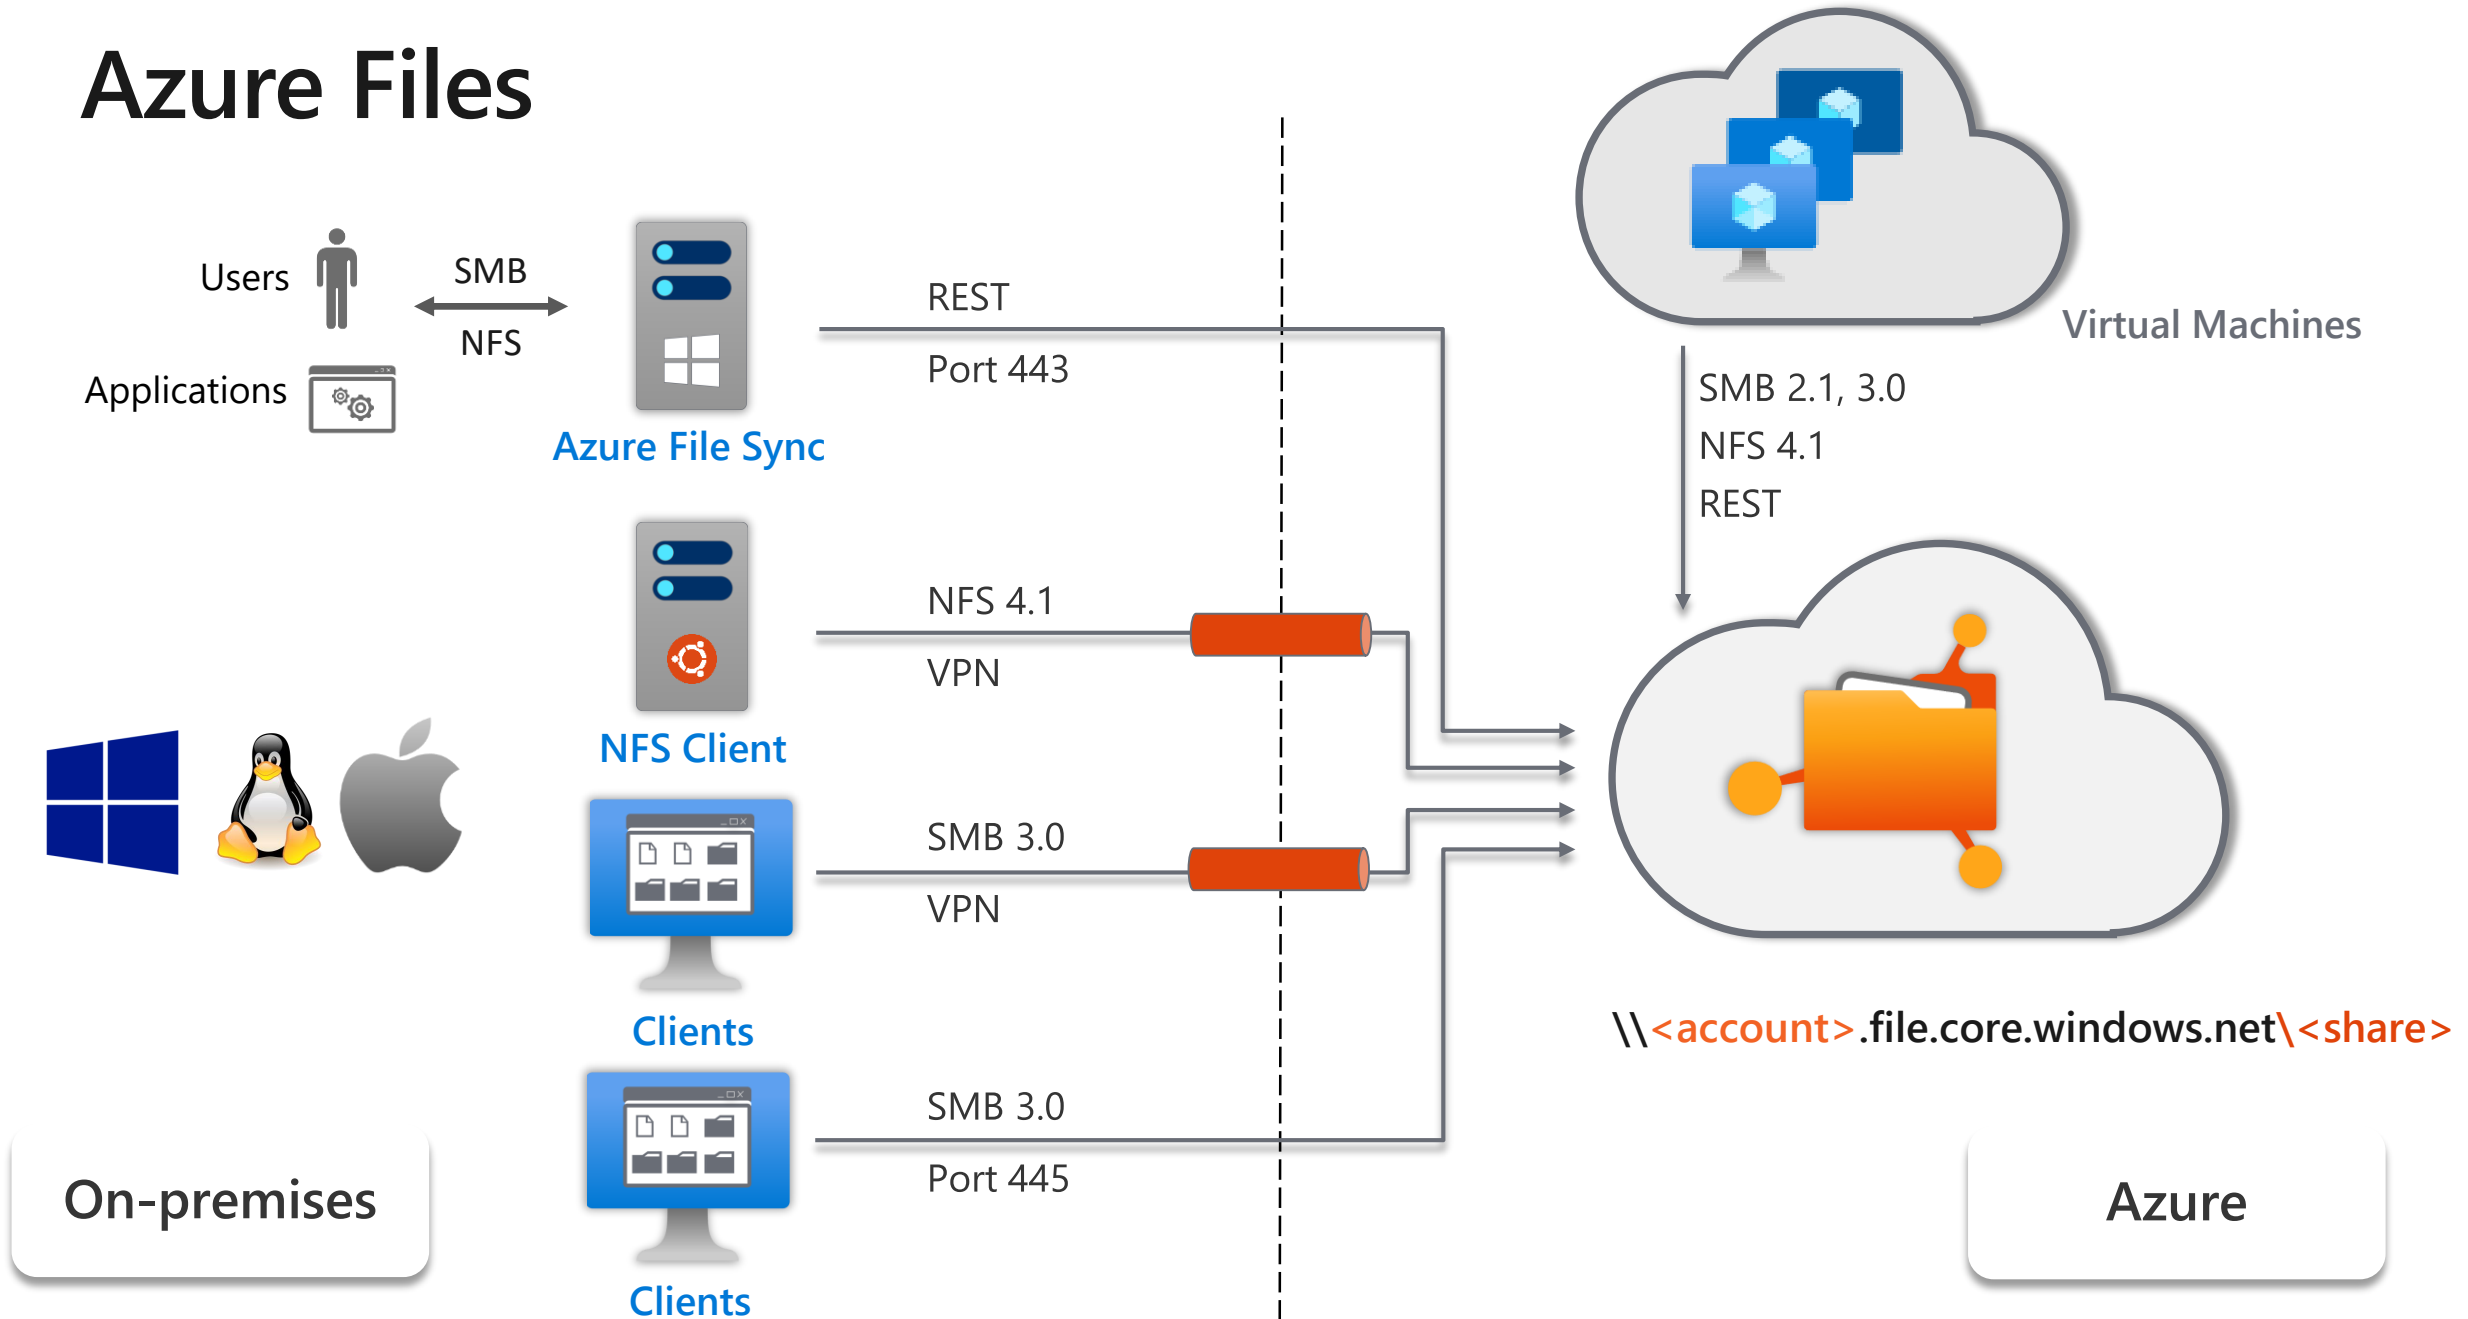 Azure Files
Users
SMB
NFS
Applications
Azure File Sync
REST
Port 443
Virtual Machines
SMB 2.1, 3.0
NFS 4.1
REST
NFS 4.1
VPN
NFS Client
SMB 3.0
VPN
Clients
\\<account>.file.core.windows.net\<share>
SMB 3.0
Port 445
Clients
On-premises
Azure